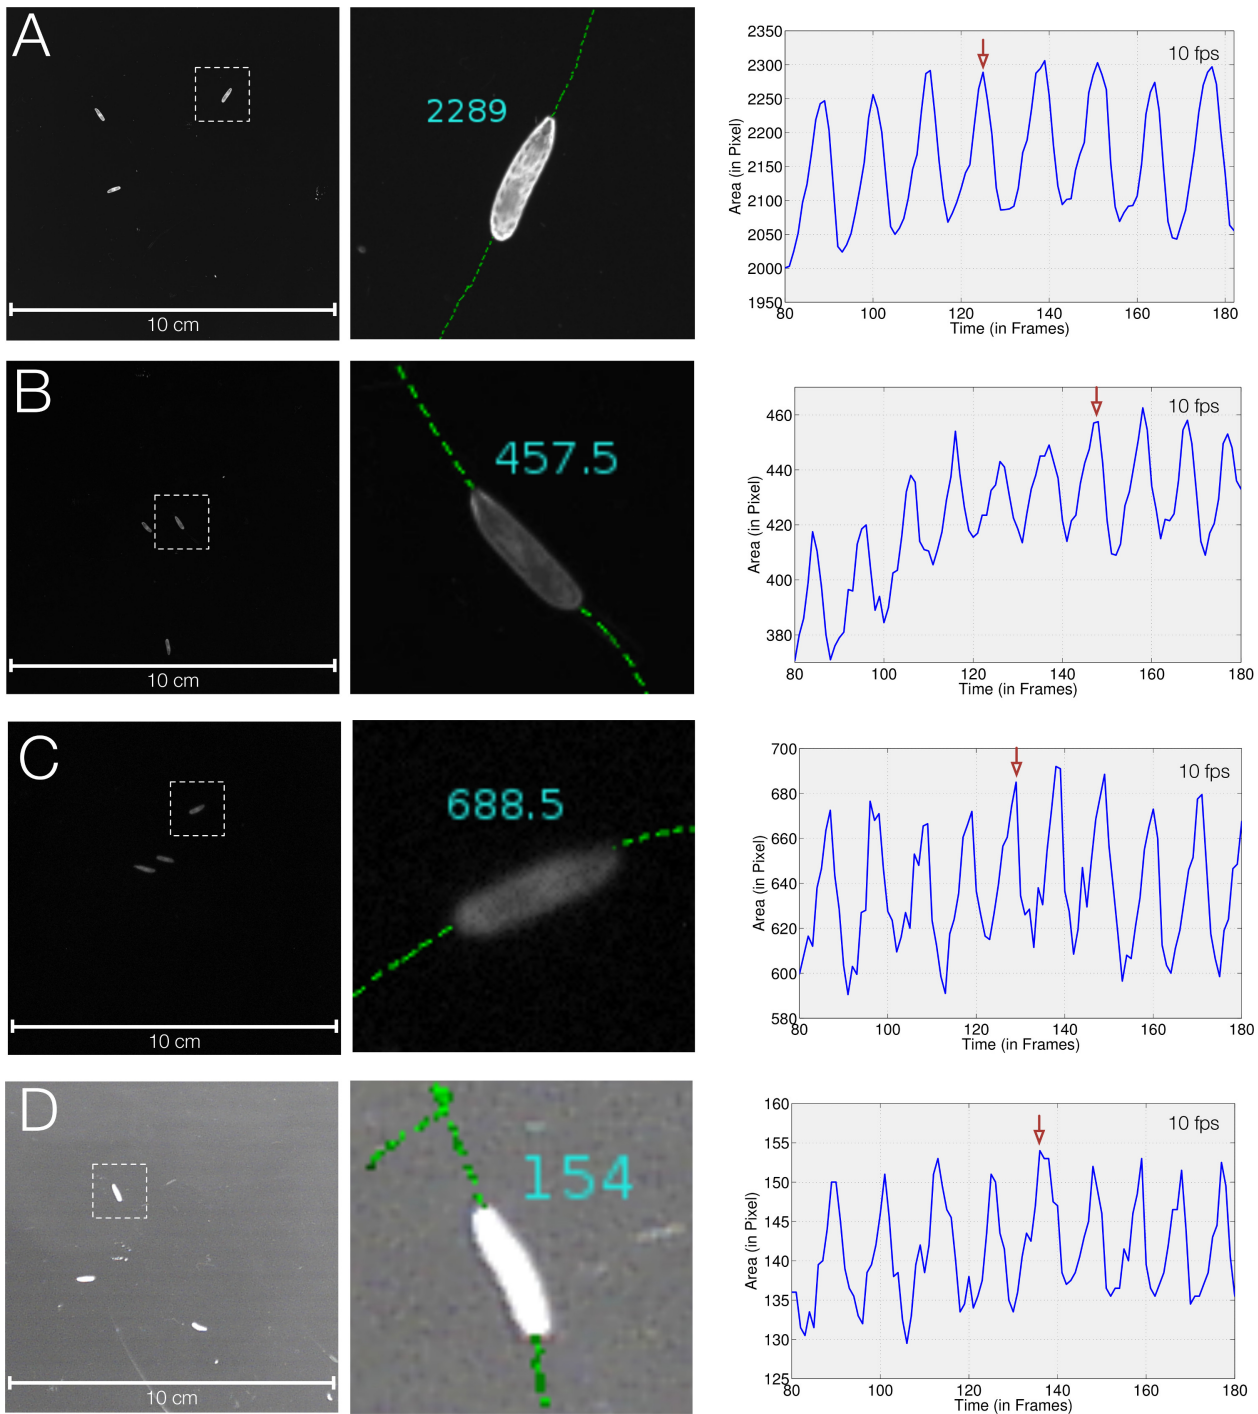 A
10 cm
2289
2350
2300
2250
2200
2150
2100
2050
2000
1950
Area (in Pixel)
10 fps
80 100 120 140 160 180
Time (in Frames)
B
10 cm
457.5
460
440
420
400
380
Area (in Pixel)
10 fps
80 100 120 140 160 180
Time (in Frames)
C
10 cm
688.5
700
680
660
640
620
600
580
Area (in Pixel)
10 fps
80 100 120 140 160 180
Time (in Frames)
D
10 cm
154
160
155
150
145
140
135
130
125
Area (in Pixel)
10 fps
80 100 120 140 160 180
Time (in Frames)